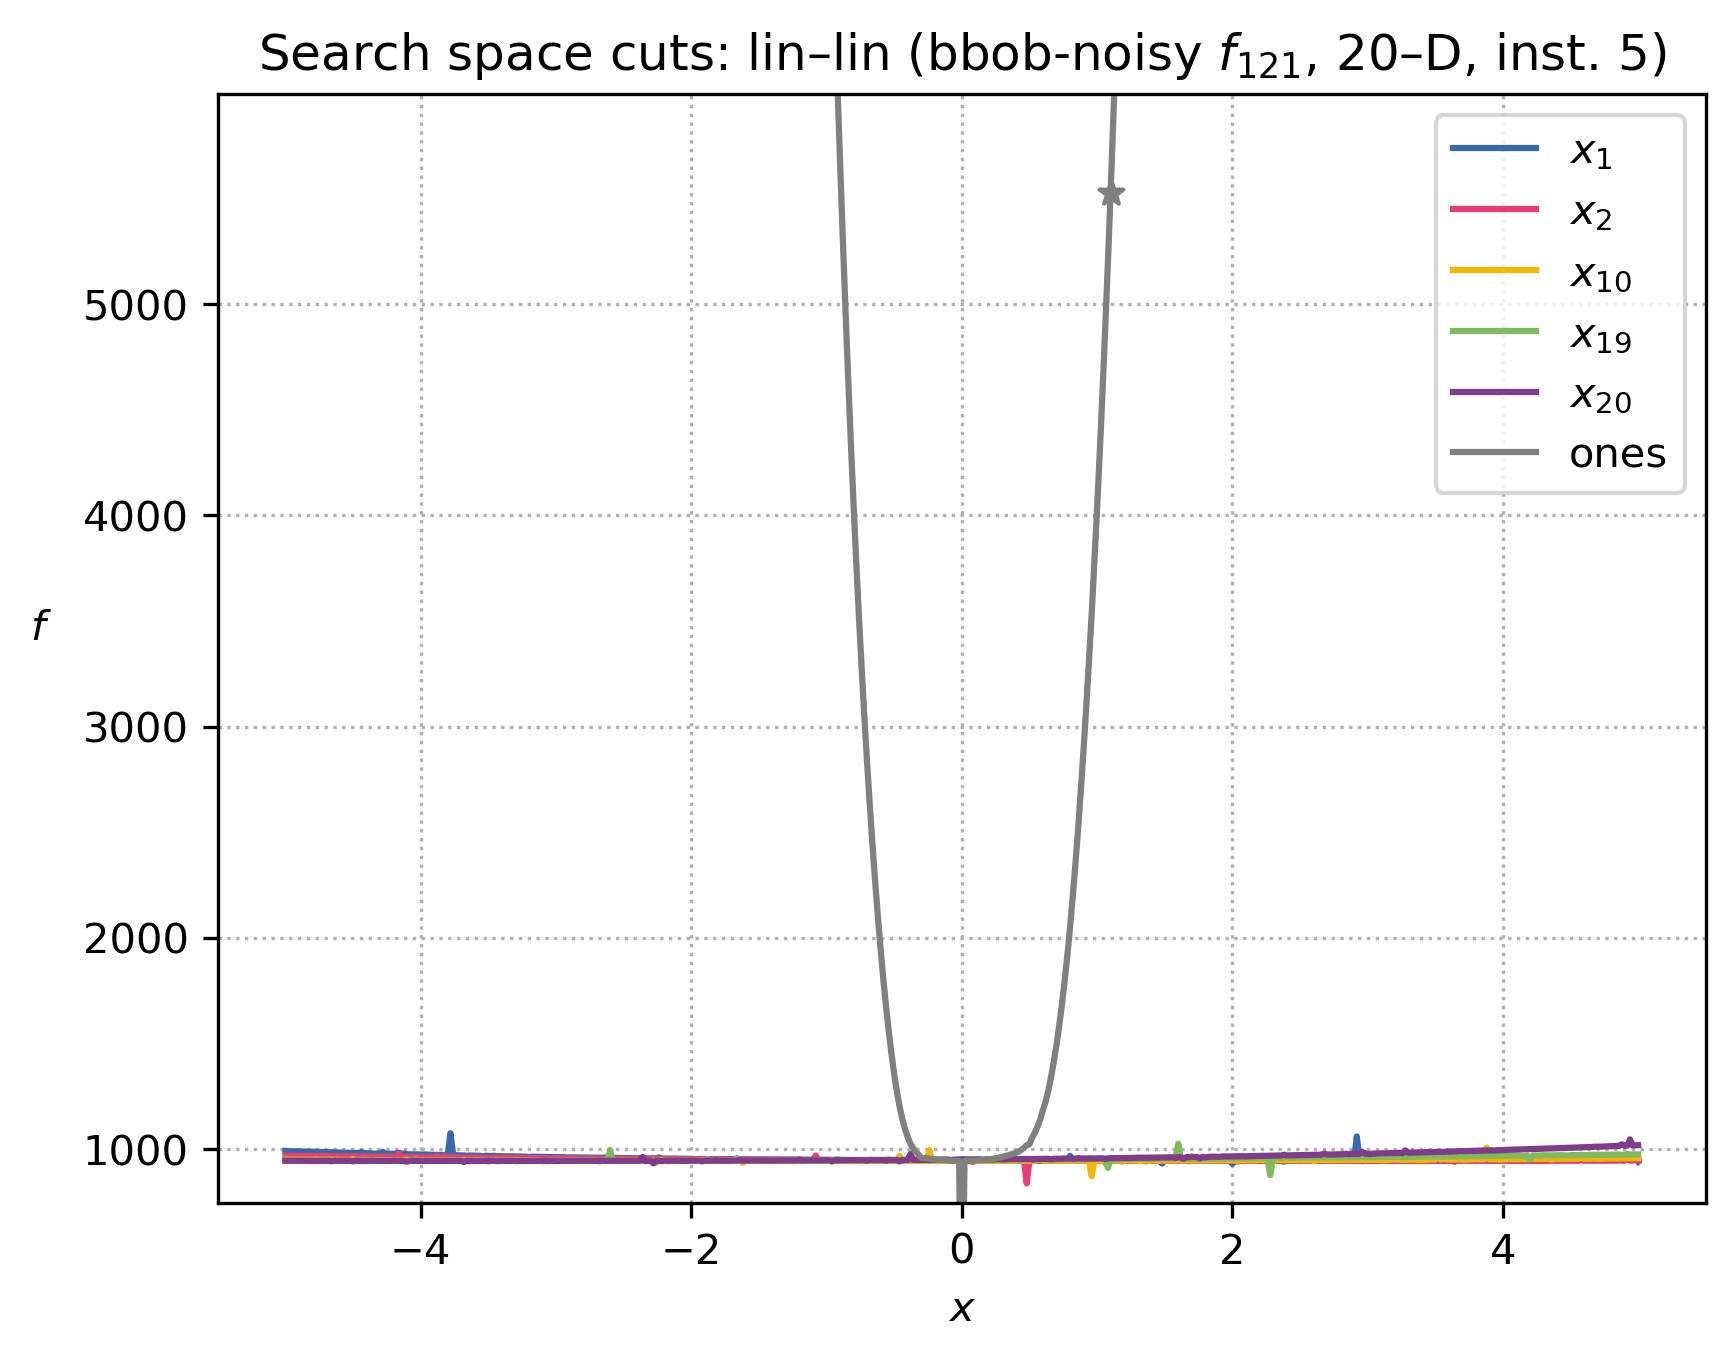 Search space cuts: lin–lin (bbob-noisy f₁₂₁, 20–D, inst. 5)
x₁
x₂
x₁₀
x₁₉
x₂₀
ones
5000
4000
3000
2000
1000
f
−4
−2
0
2
4
x